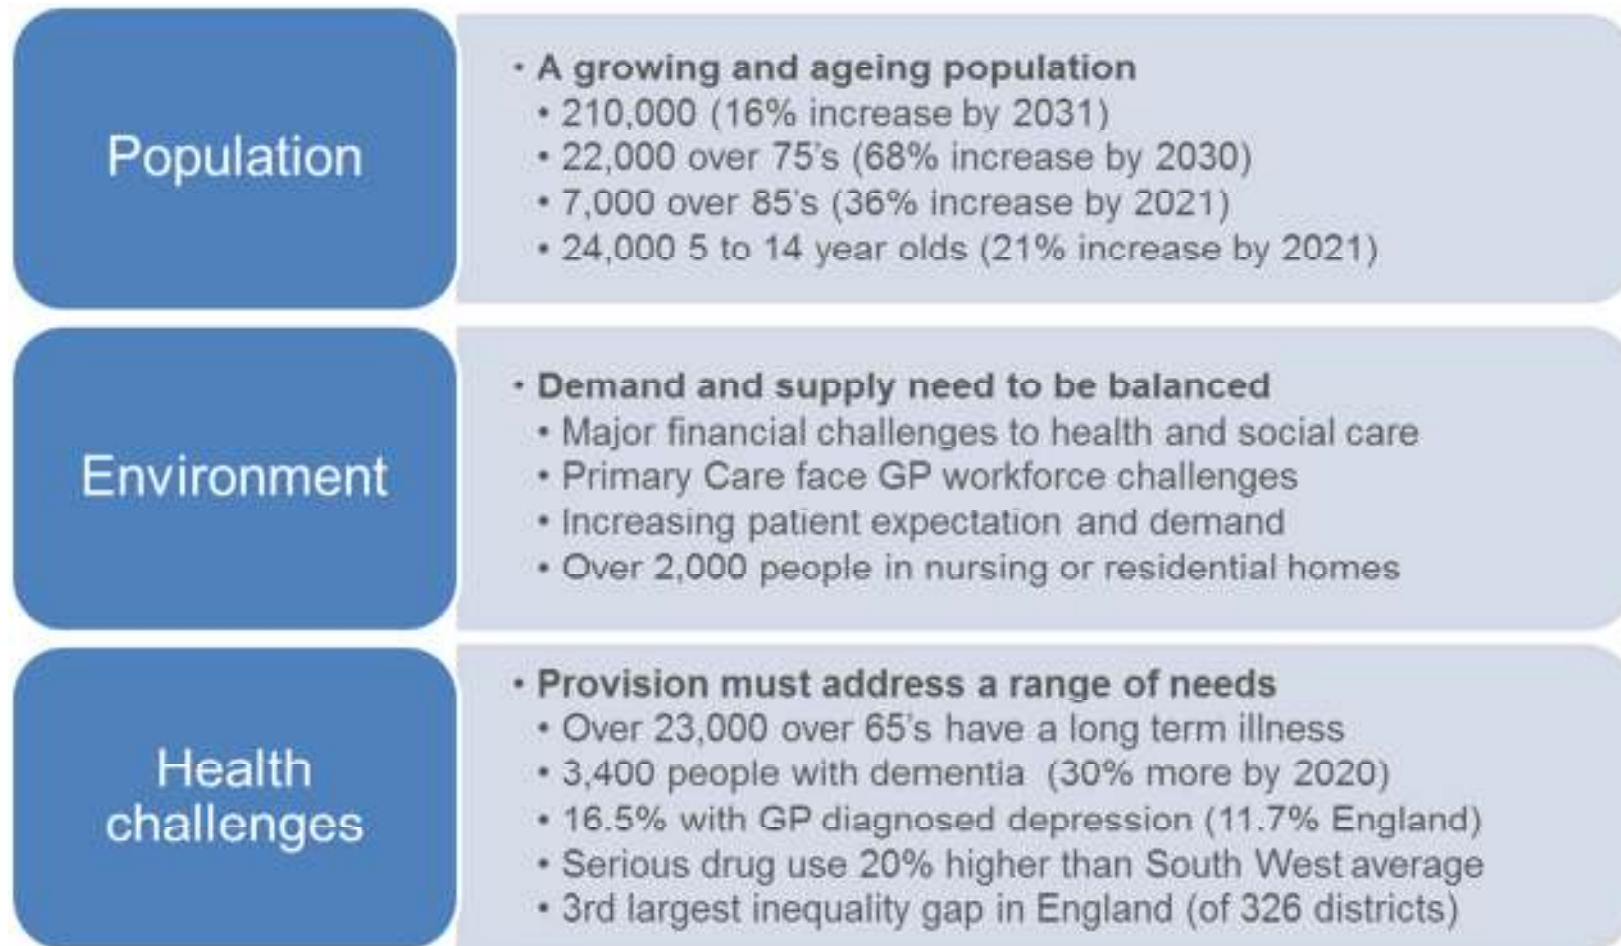 Population
· A growing and ageing population
• 210,000 (16% increase by 2031)
• 22,000 over 75's (68% increase by 2030)
• 7,000 over 85's (36% increase by 2021)
• 24,000 5 to 14 year olds (21% increase by 2021)
Environment
· Demand and supply need to be balanced
• Major financial challenges to health and social care
• Primary Care face GP workforce challenges
• Increasing patient expectation and demand
• Over 2,000 people in nursing or residential homes
Health
challenges
· Provision must address a range of needs
• Over 23,000 over 65's have a long term illness
• 3,400 people with dementia (30% more by 2020)
• 16.5% with GP diagnosed depression (11.7% England)
• Serious drug use 20% higher than South West average
• 3rd largest inequality gap in England (of 326 districts)